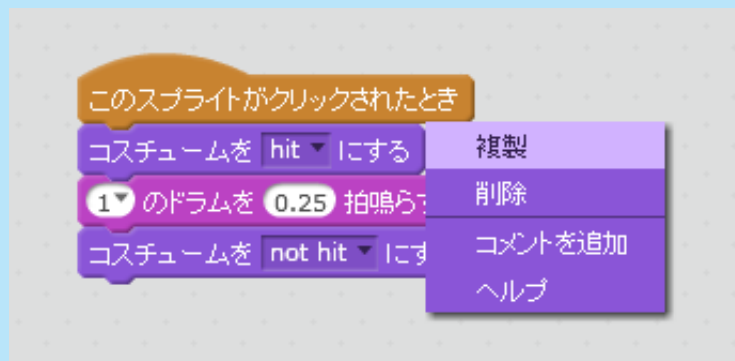 このスプライトがクリックされたとき
コスチュームを hit にする
複製
1 のドラムを 0.25 拍鳴らす
削除
コスチュームを not hit にす
コメントを追加
ヘルプ